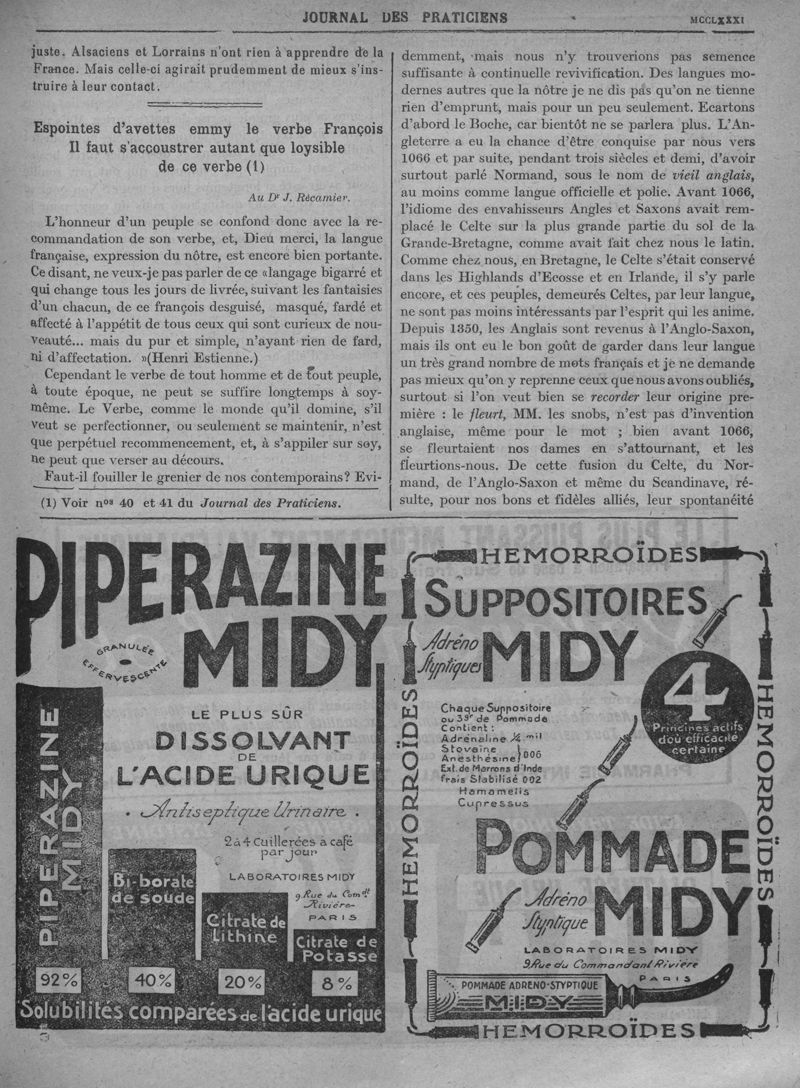 JOURNAL DES PRATICIENS
MCCLXXXI
juste. Alsaciens et Lorrains n'ont rien à apprendre de la
France. Mais celle-ci agirait prudemment de mieux s'ins-
truire à leur contact.
Espointes d'avettes emmy le verbe François
Il faut s'accoustrer autant que loysible
de ce verbe (1)
Au Dr J. Récamier.
L'honneur d'un peuple se confond donc avec la re-
commandation de son verbe, et, Dieu merci, la langue
française, expression du nôtre, est encore bien portante.
Ce disant, ne veux-je pas parler de ce «langage bigarré et
qui change tous les jours de livrée, suivant les fantaisies
d'un chacun, de ce françois desguisé, masqué, fardé et
affecté à l'appétit de tous ceux qui sont curieux de nou-
veauté... mais du pur et simple, n'ayant rien de fard,
ni d'affectation. »(Henri Estienne.)
Cependant le verbe de tout homme et de tout peuple,
à toute époque, ne peut se suffire longtemps à soy-
même. Le Verbe, comme le monde qu'il domine, s'il
veut se perfectionner, ou seulement se maintenir, n'est
que perpétuel recommencement, et, à s'appiler sur soy,
ne peut que verser au décours.
Faut-il fouiller le grenier de nos contemporains? Evi-
(1) Voir nos 40 et 41 du Journal des Praticiens.
demment, mais nous n'y trouverions pas semence
suffisante à continuelle revivification. Des langues mo-
dernes autres que la nôtre je ne dis pas qu'on ne tienne
rien d'emprunt, mais pour un peu seulement. Ecartons
d'abord le Boche, car bientôt ne se parlera plus. L'An-
gleterre a eu la chance d'être conquise par nous vers
1066 et par suite, pendant trois siècles et demi, d'avoir
surtout parlé Normand, sous le nom de vieil anglais,
au moins comme langue officielle et polie. Avant 1066,
l'idiome des envahisseurs Angles et Saxons avait rem-
placé le Celte sur la plus grande partie du sol de la
Grande-Bretagne, comme avait fait chez nous le latin.
Comme chez nous, en Bretagne, le Celte s'était conservé
dans les Highlands d'Ecosse et en Irlande, il s'y parle
encore, et ces peuples, demeurés Celtes, par leur langue,
ne sont pas moins intéressants par l'esprit qui les anime.
Depuis 1350, les Anglais sont revenus à l'Anglo-Saxon,
mais ils ont eu le bon goût de garder dans leur langue
un très grand nombre de mots français et je ne demande
pas mieux qu'on y reprenne ceux que nous avons oubliés,
surtout si l'on veut bien se recorder leur origine pre-
mière : le fleurt, MM. les snobs, n'est pas d'invention
anglaise, même pour le mot ; bien avant 1066,
se fleurtaient nos dames en s'attournant, et les
fleurtions-nous. De cette fusion du Celte, du Nor-
mand, de l'Anglo-Saxon et même du Scandinave, ré-
sulte, pour nos bons et fidèles alliés, leur spontanéité
PIPERAZINE
MIDY
GRANULÉE
EFFERVESCENTE
LE PLUS SÛR
DISSOLVANT
DE
L'ACIDE URIQUE
Antiseptique Urinaire
2 à 4 Cuillerées à café
par jour
LABORATOIRES MIDY
9 Rue du Comdt
Rivière
PARIS
PIPERAZINE
MIDY
Bi-borate
de soude
Citrate de
Lithine
Citrate de
Potasse
92%
40%
20%
8%
Solubilités comparées de l'acide urique
HEMORROÏDES
SUPPOSITOIRES
Adréno
Styptiques
MIDY
Chaque Suppositoire
ou 3gr de Pommade
Contient :
Adrénaline 1/4 mil
Stovaine
Anesthésine } 0 06
Ext. de Marrons d'Inde
frais Stabilisé 0 02
Hamamelis
Cupressus
4
Principes actifs
d'où efficacité
certaine
POMMADE
Adréno
Styptique
MIDY
LABORATOIRES MIDY
9, Rue du Commandant Rivière
PARIS
POMMADE ADRENO-STYPTIQUE
MIDY
HEMORROÏDES
HEMORROÏDES
HEMORROÏDES